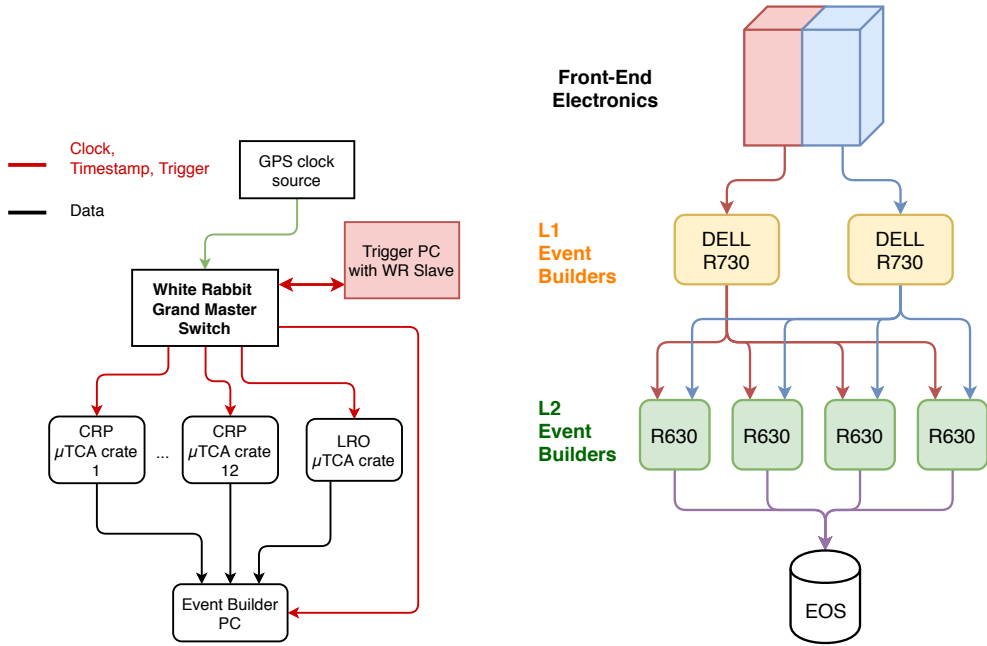 Clock,
Timestamp, Trigger
Data
GPS clock
source
Trigger PC
with WR Slave
White Rabbit
Grand Master
Switch
CRP
µTCA crate
1
...
CRP
µTCA crate
12
LRO
µTCA crate
Event Builder
PC
Front-End
Electronics
L1
Event
Builders
DELL
R730
DELL
R730
L2
Event
Builders
R630
R630
R630
R630
EOS